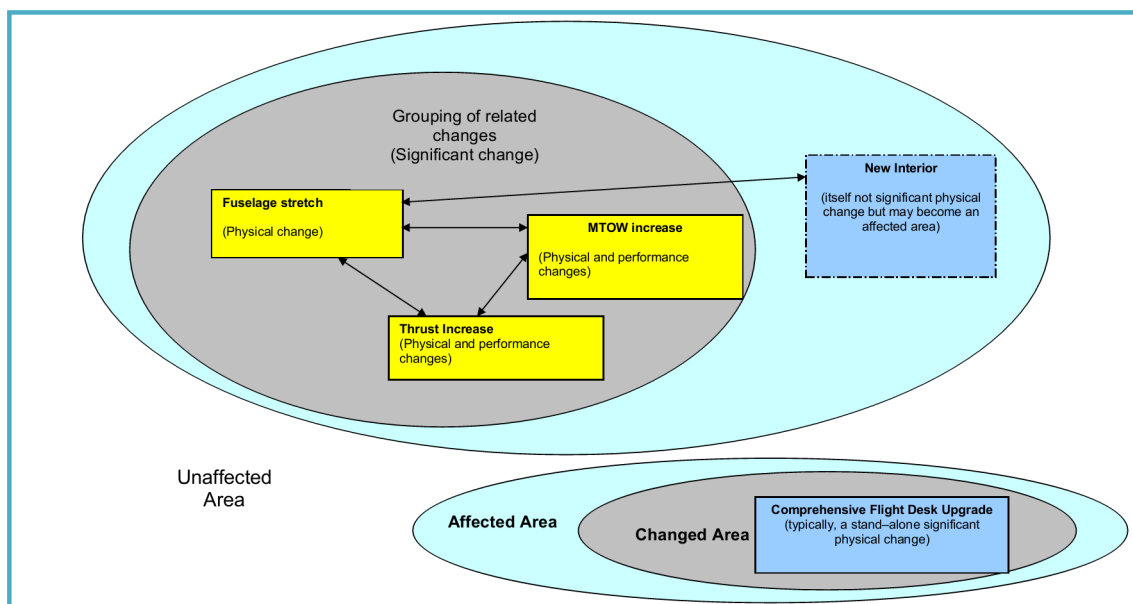 Grouping of related
changes
(Significant change)
New Interior
(itself not significant physical
change but may become an
affected area)
Fuselage stretch
(Physical change)
MTOW increase
(Physical and performance
changes)
Thrust Increase
(Physical and performance
changes)
Unaffected
Area
Affected Area
Changed Area
Comprehensive Flight Desk Upgrade
(typically, a stand–alone significant
physical change)